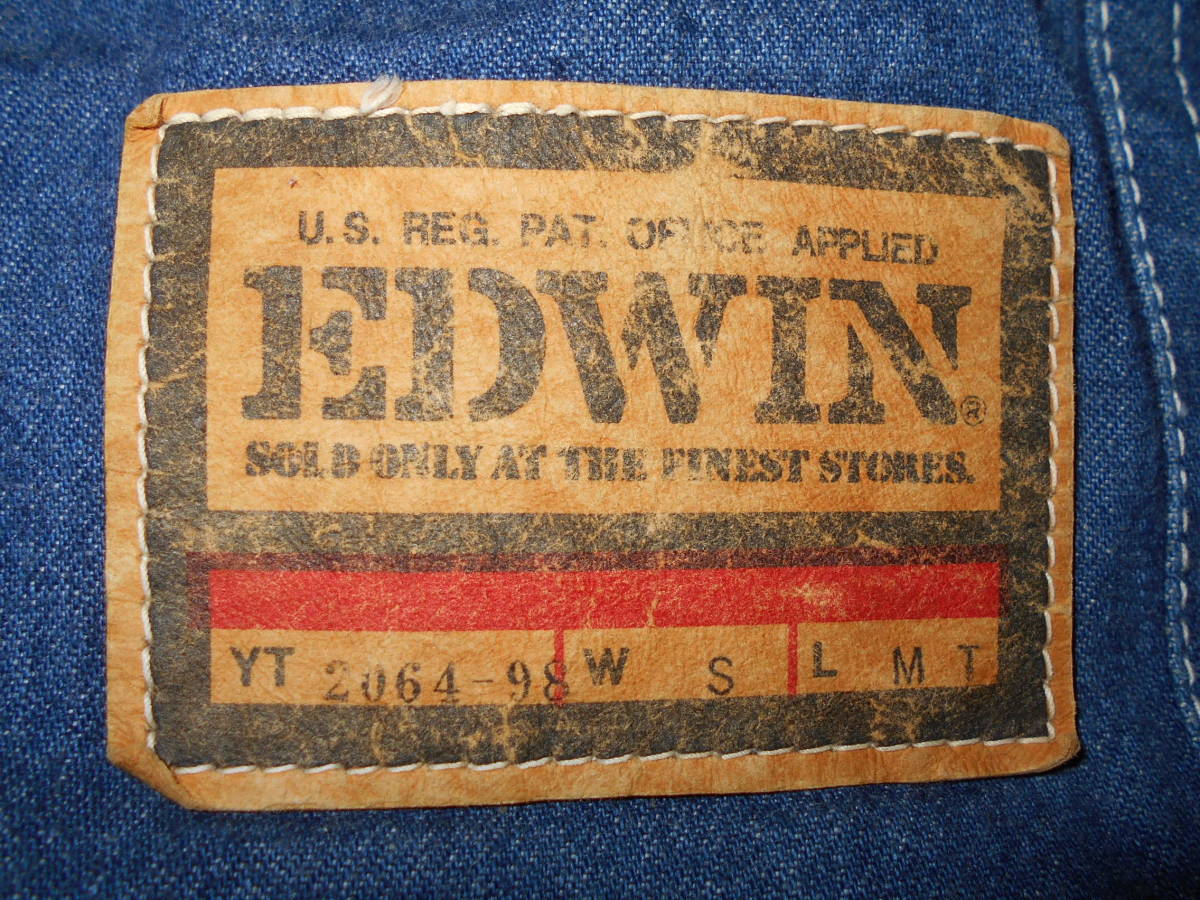 U.S. REG. PAT. OFFICE APPLIED
EDWIN®
SOLD ONLY AT THE FINEST STORES.
YT 2064-98 W S L M T